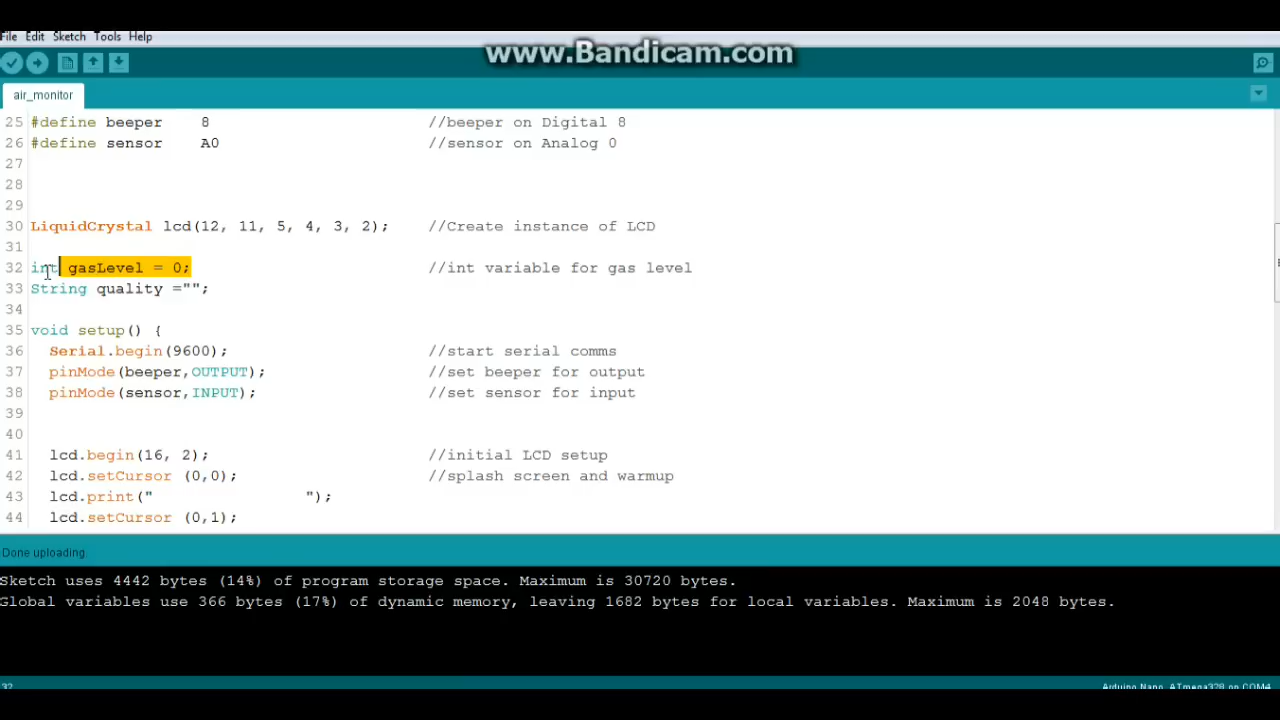 www.Bandicam.com
File Edit Sketch Tools Help
air_monitor
25 #define beeper 8 //beeper on Digital 8
26 #define sensor A0 //sensor on Analog 0
27
28
29
30 LiquidCrystal lcd(12, 11, 5, 4, 3, 2); //Create instance of LCD
31
32 int gasLevel = 0; //int variable for gas level
33 String quality ="";
34
35 void setup() {
36 Serial.begin(9600); //start serial comms
37 pinMode(beeper,OUTPUT); //set beeper for output
38 pinMode(sensor,INPUT); //set sensor for input
39
40
41 lcd.begin(16, 2); //initial LCD setup
42 lcd.setCursor (0,0); //splash screen and warmup
43 lcd.print("                ");
44 lcd.setCursor (0,1);
Done uploading.
Sketch uses 4442 bytes (14%) of program storage space. Maximum is 30720 bytes.
Global variables use 366 bytes (17%) of dynamic memory, leaving 1682 bytes for local variables. Maximum is 2048 bytes.
32 Arduino Nano, ATmega328 on COM4